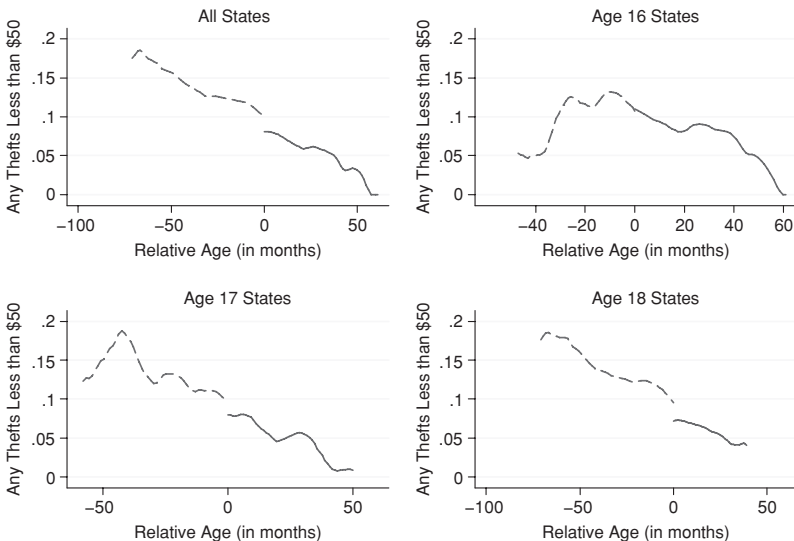 All States
Any Thefts Less than $50
.2
.15
.1
.05
0
−100 −50 0 50
Relative Age (in months)
Age 16 States
Any Thefts Less than $50
.2
.15
.1
.05
0
−40 −20 0 20 40 60
Relative Age (in months)
Age 17 States
Any Thefts Less than $50
.2
.15
.1
.05
0
−50 0 50
Relative Age (in months)
Age 18 States
Any Thefts Less than $50
.2
.15
.1
.05
0
−100 −50 0 50
Relative Age (in months)